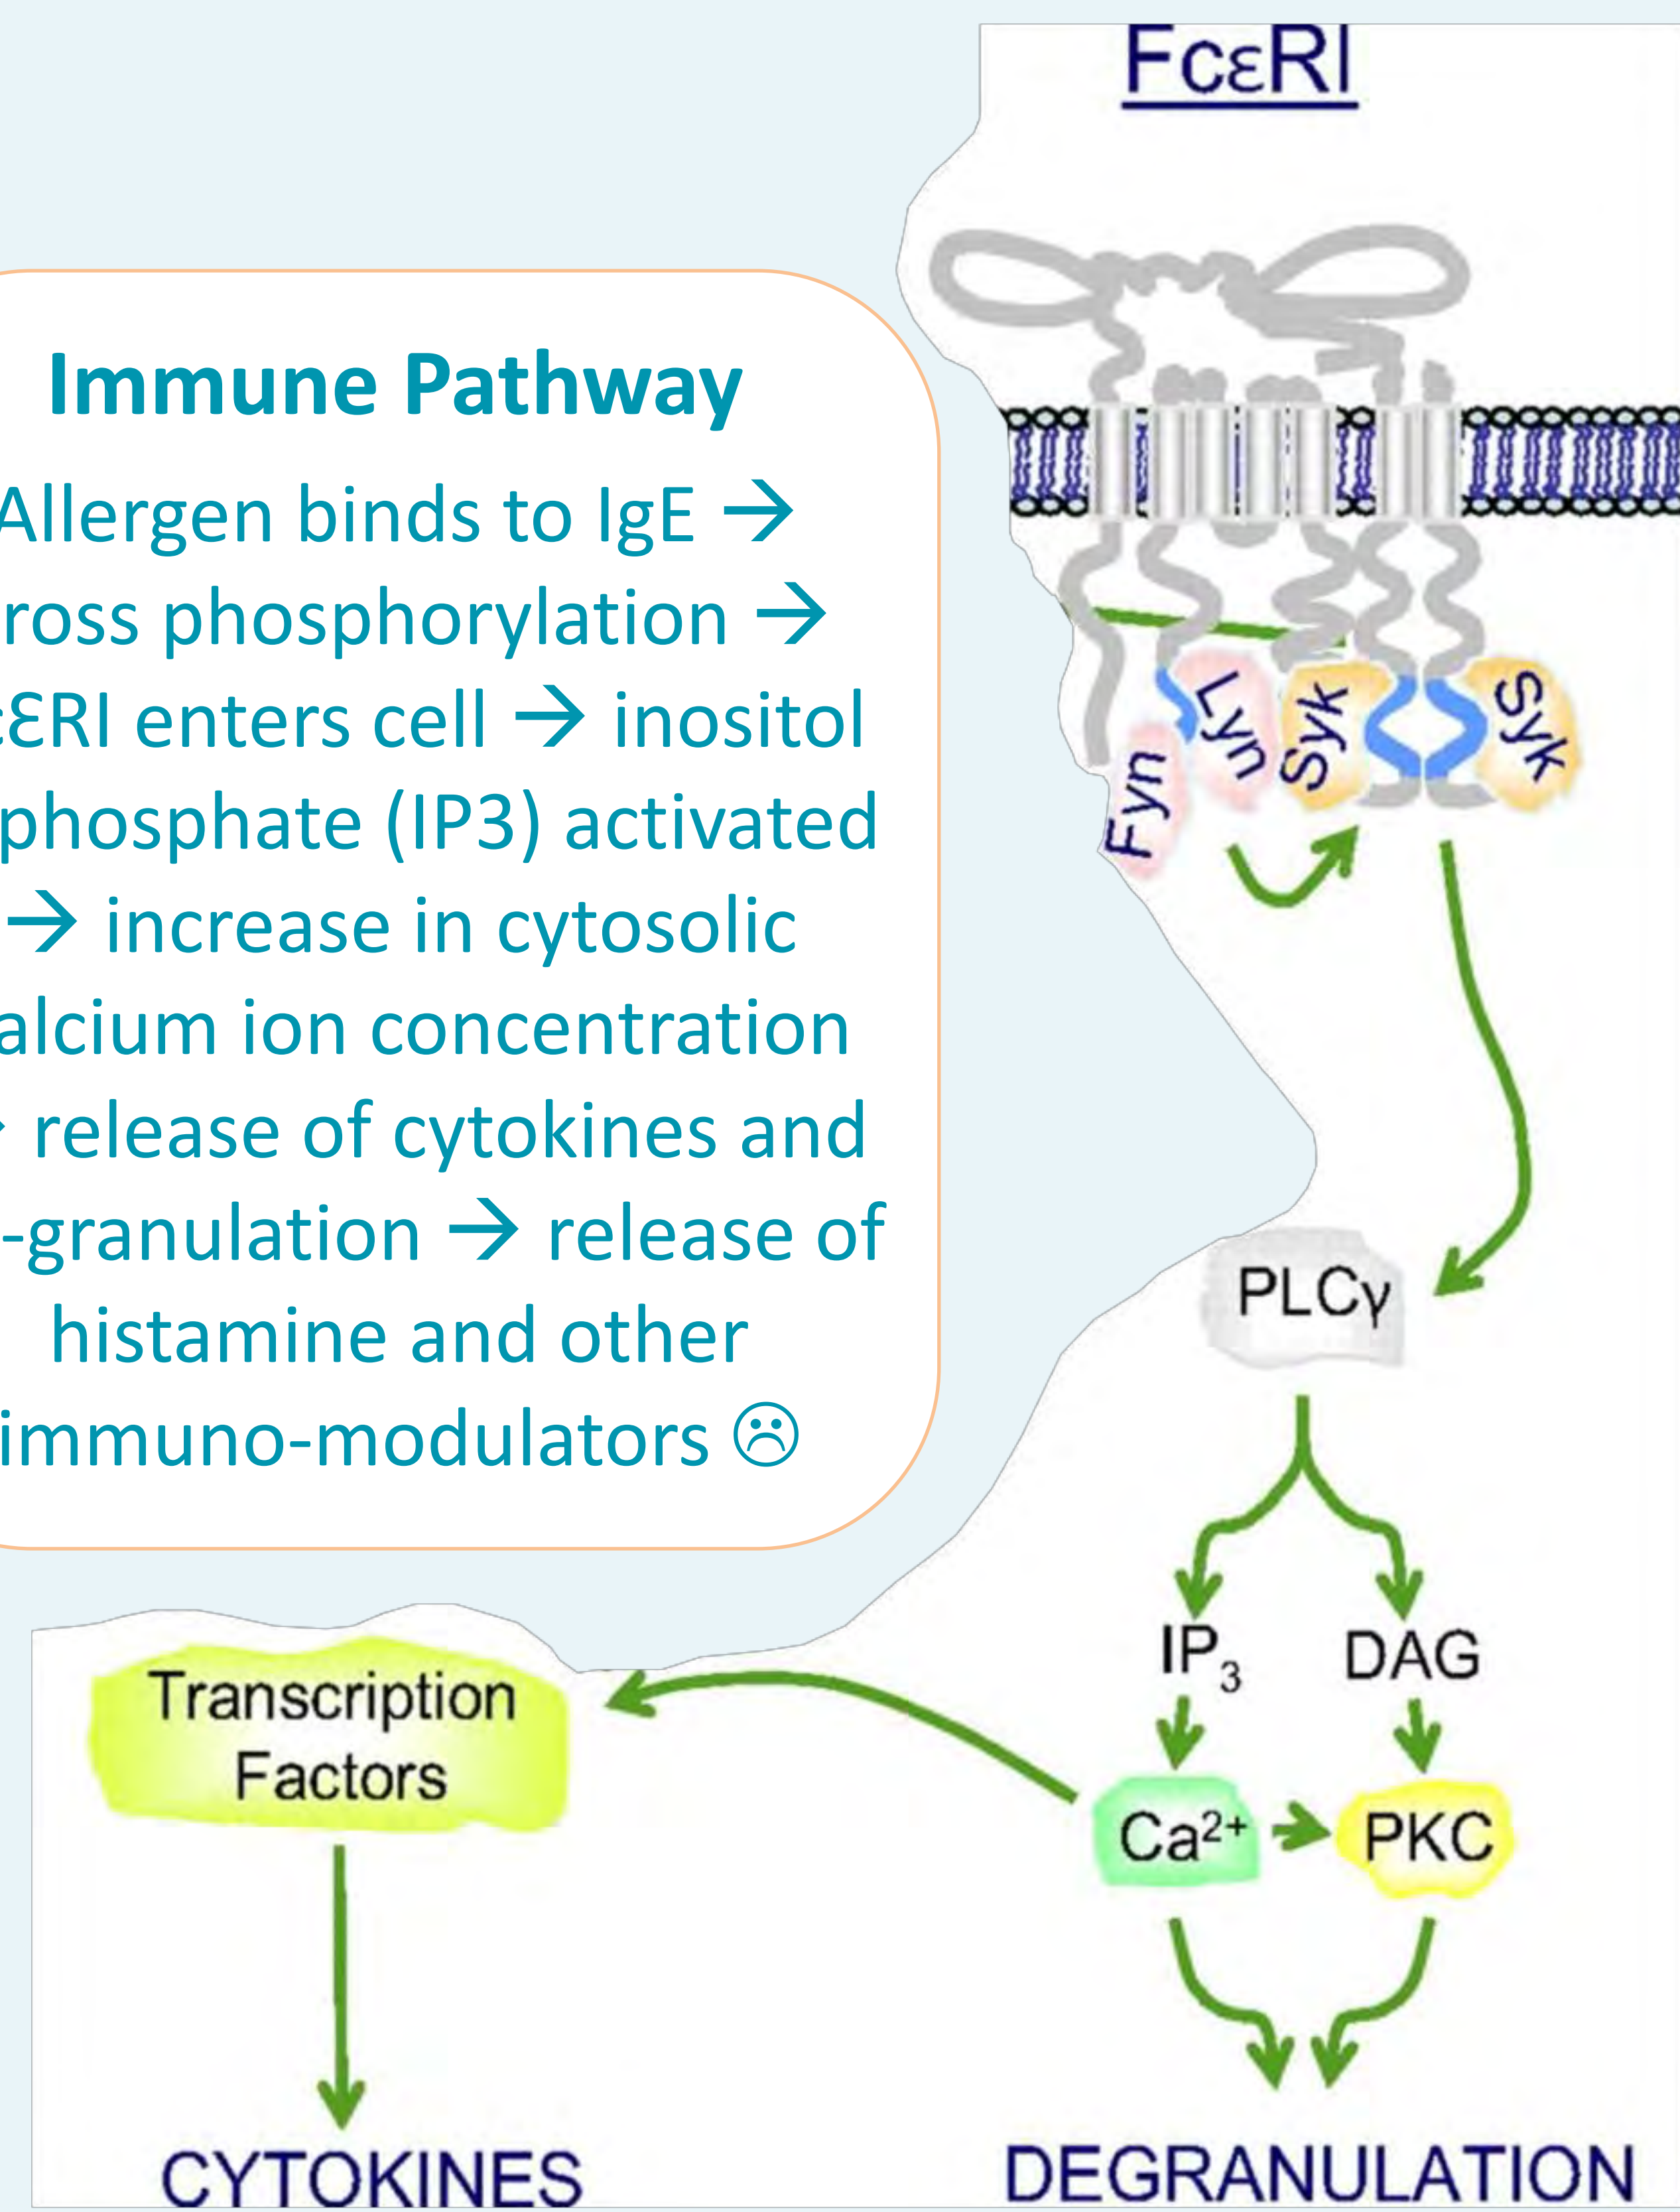 FcεRI
Immune Pathway
Allergen binds to IgE →
ross phosphorylation →
cƐRI enters cell → inositol
phosphate (IP3) activated
→ increase in cytosolic
alcium ion concentration
→ release of cytokines and
-granulation → release of
histamine and other
immuno-modulators ☹
Lyn
Syk
Syk
Fyn
PLCγ
IP3
DAG
Transcription
Factors
Ca2+
PKC
CYTOKINES
DEGRANULATION